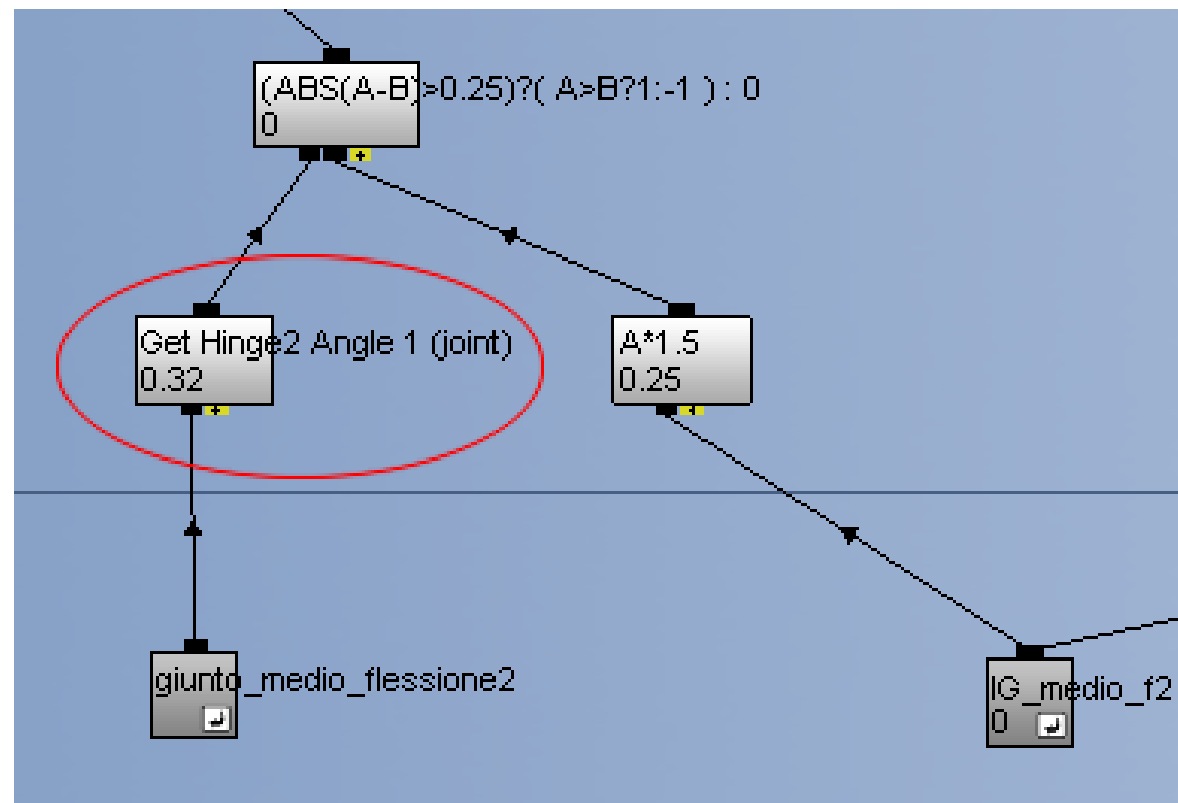 (ABS(A-B)>0.25)?( A>B?1:-1 ) : 0
0
Get Hinge2 Angle 1 (joint)
0.32
A*1.5
0.25
giunto_medio_flessione2
IG_medio_f2
0